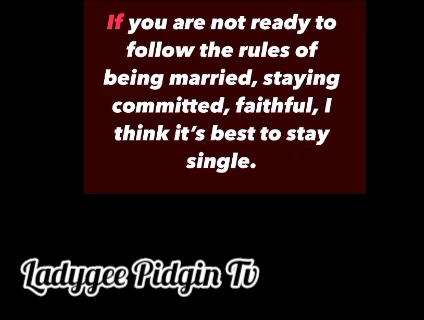 If you are not ready to
follow the rules of
being married, staying
committed, faithful, I
think it’s best to stay
single.
Ladygee Pidgin Tv